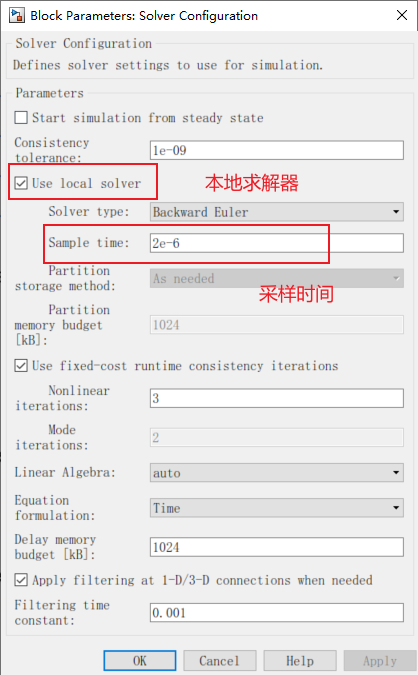 Block Parameters: Solver Configuration
Solver Configuration
Defines solver settings to use for simulation.
Parameters
Start simulation from steady state
Consistency
tolerance:
1e-09
Use local solver
本地求解器
Solver type:
Backward Euler
Sample time:
2e-6
采样时间
Partition
storage method:
As needed
Partition
memory budget
[kB]:
1024
Use fixed-cost runtime consistency iterations
Nonlinear
iterations:
3
Mode
iterations:
2
Linear Algebra:
auto
Equation
formulation:
Time
Delay memory
budget [kB]:
1024
Apply filtering at 1-D/3-D connections when needed
Filtering time
constant:
0.001
OK
Cancel
Help
Apply